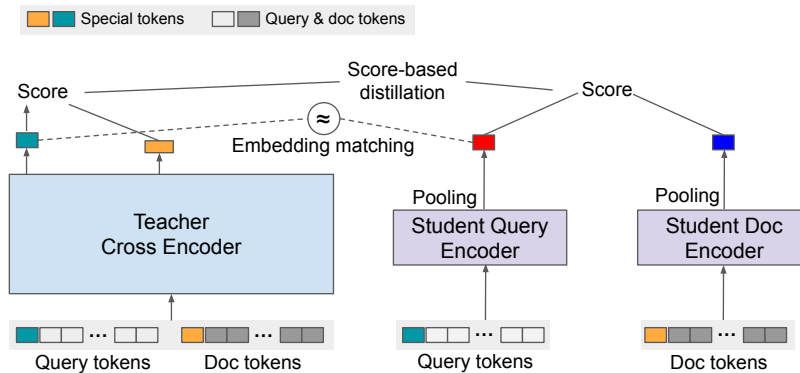 Special tokens
Query & doc tokens
Score
Score-based
distillation
Score
≈
Embedding matching
Pooling
Pooling
Teacher
Cross Encoder
Student Query
Encoder
Student Doc
Encoder
...
...
...
...
Query tokens
Doc tokens
Query tokens
Doc tokens